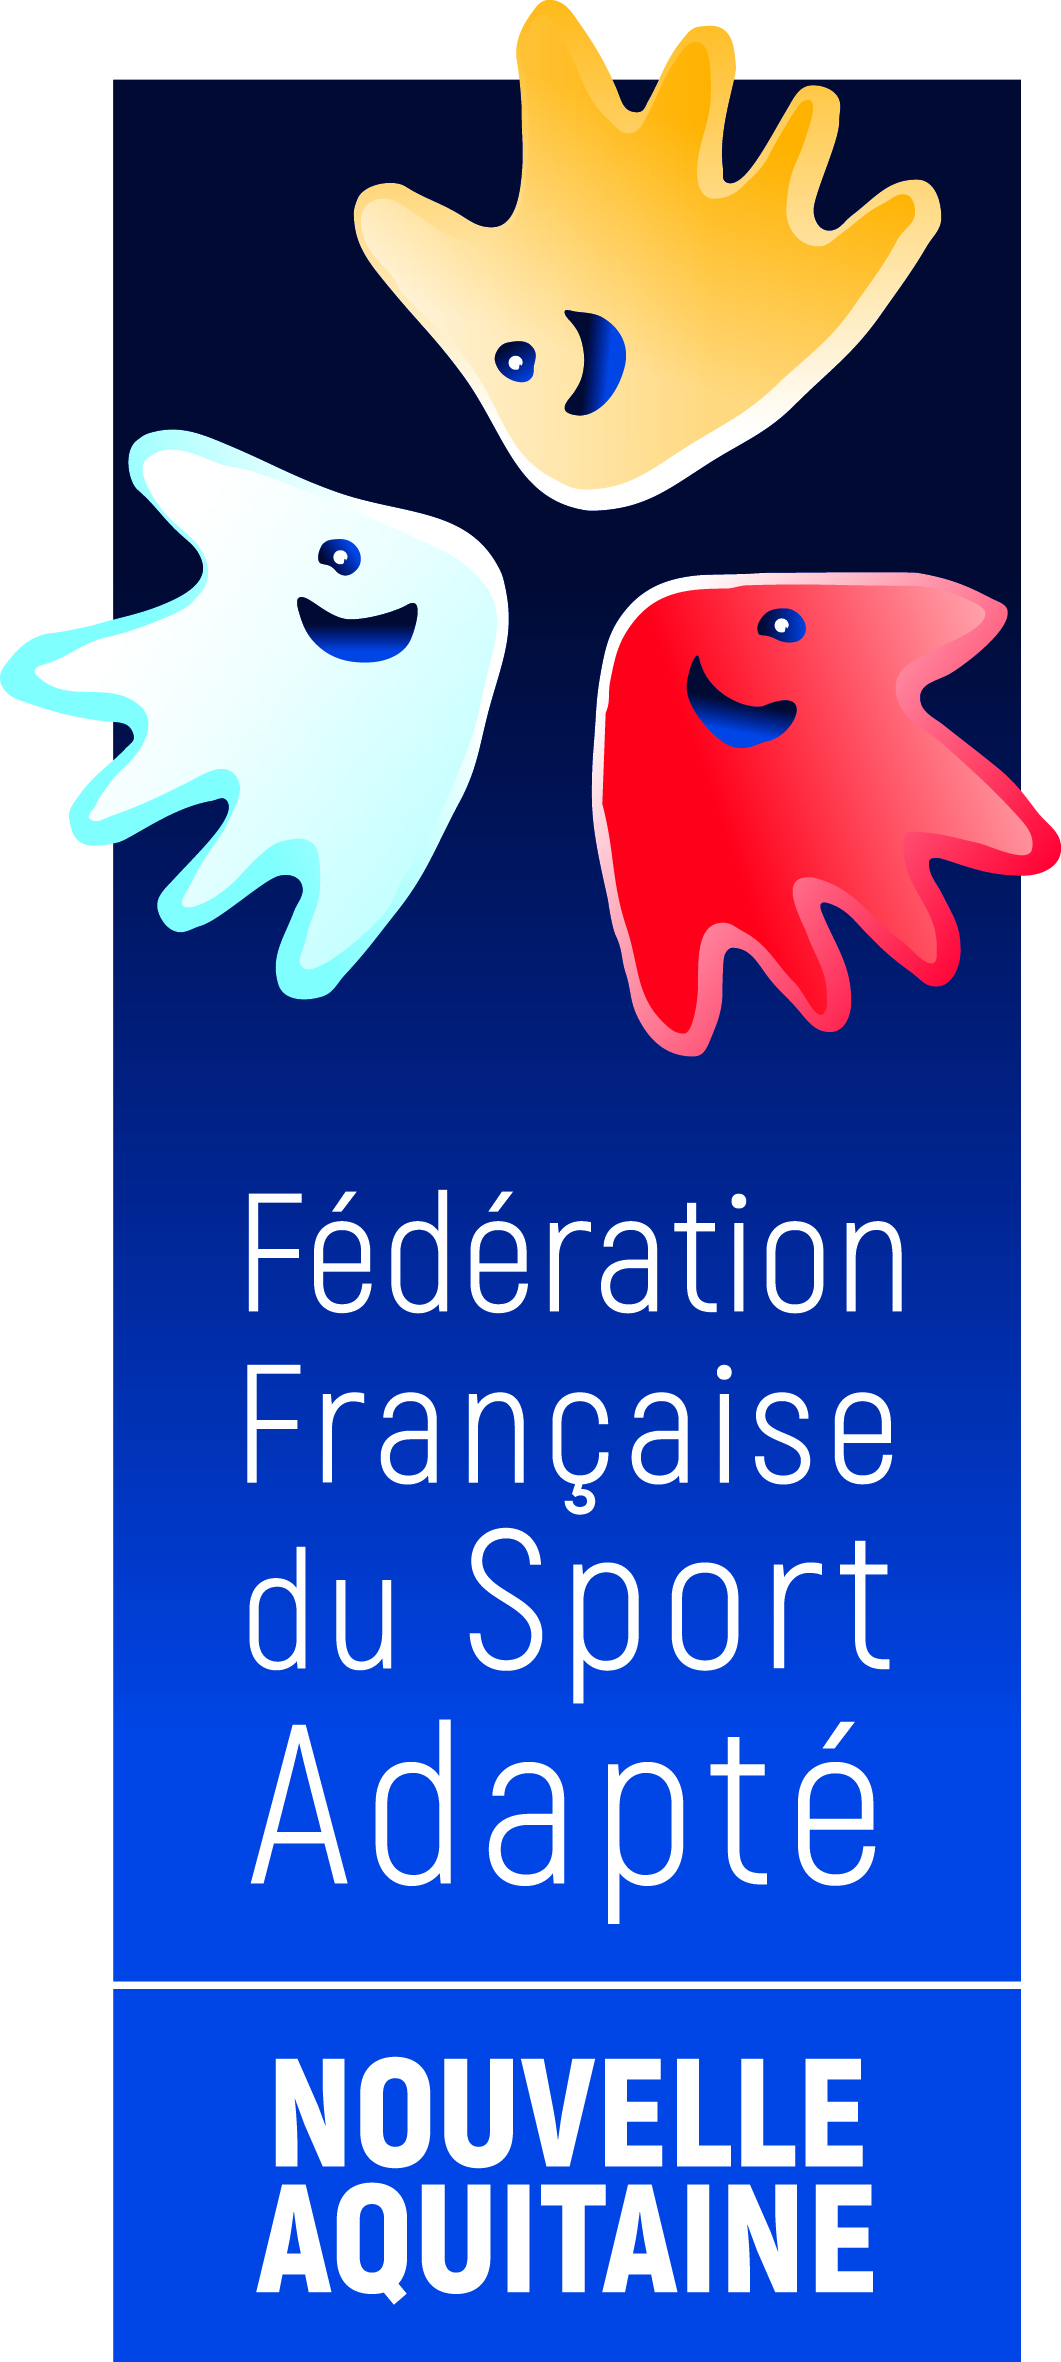 Fédération
Française
du Sport
Adapté
NOUVELLE
AQUITAINE